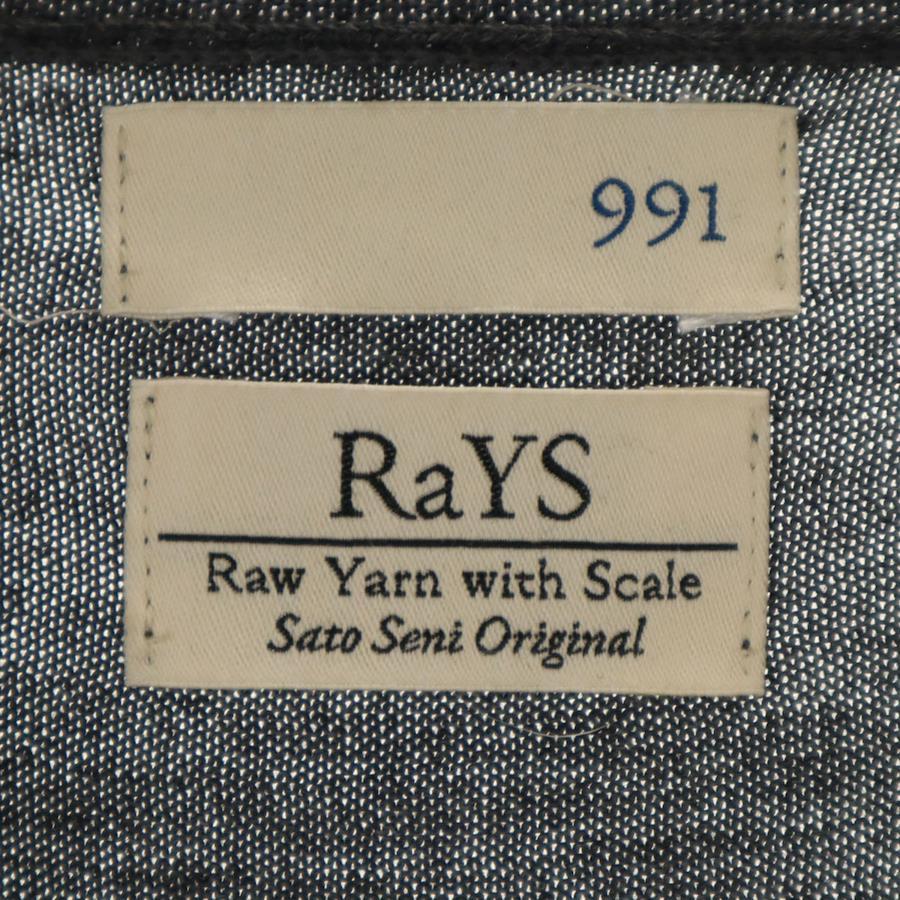 991
RaYS
Raw Yarn with Scale
Sato Seni Original